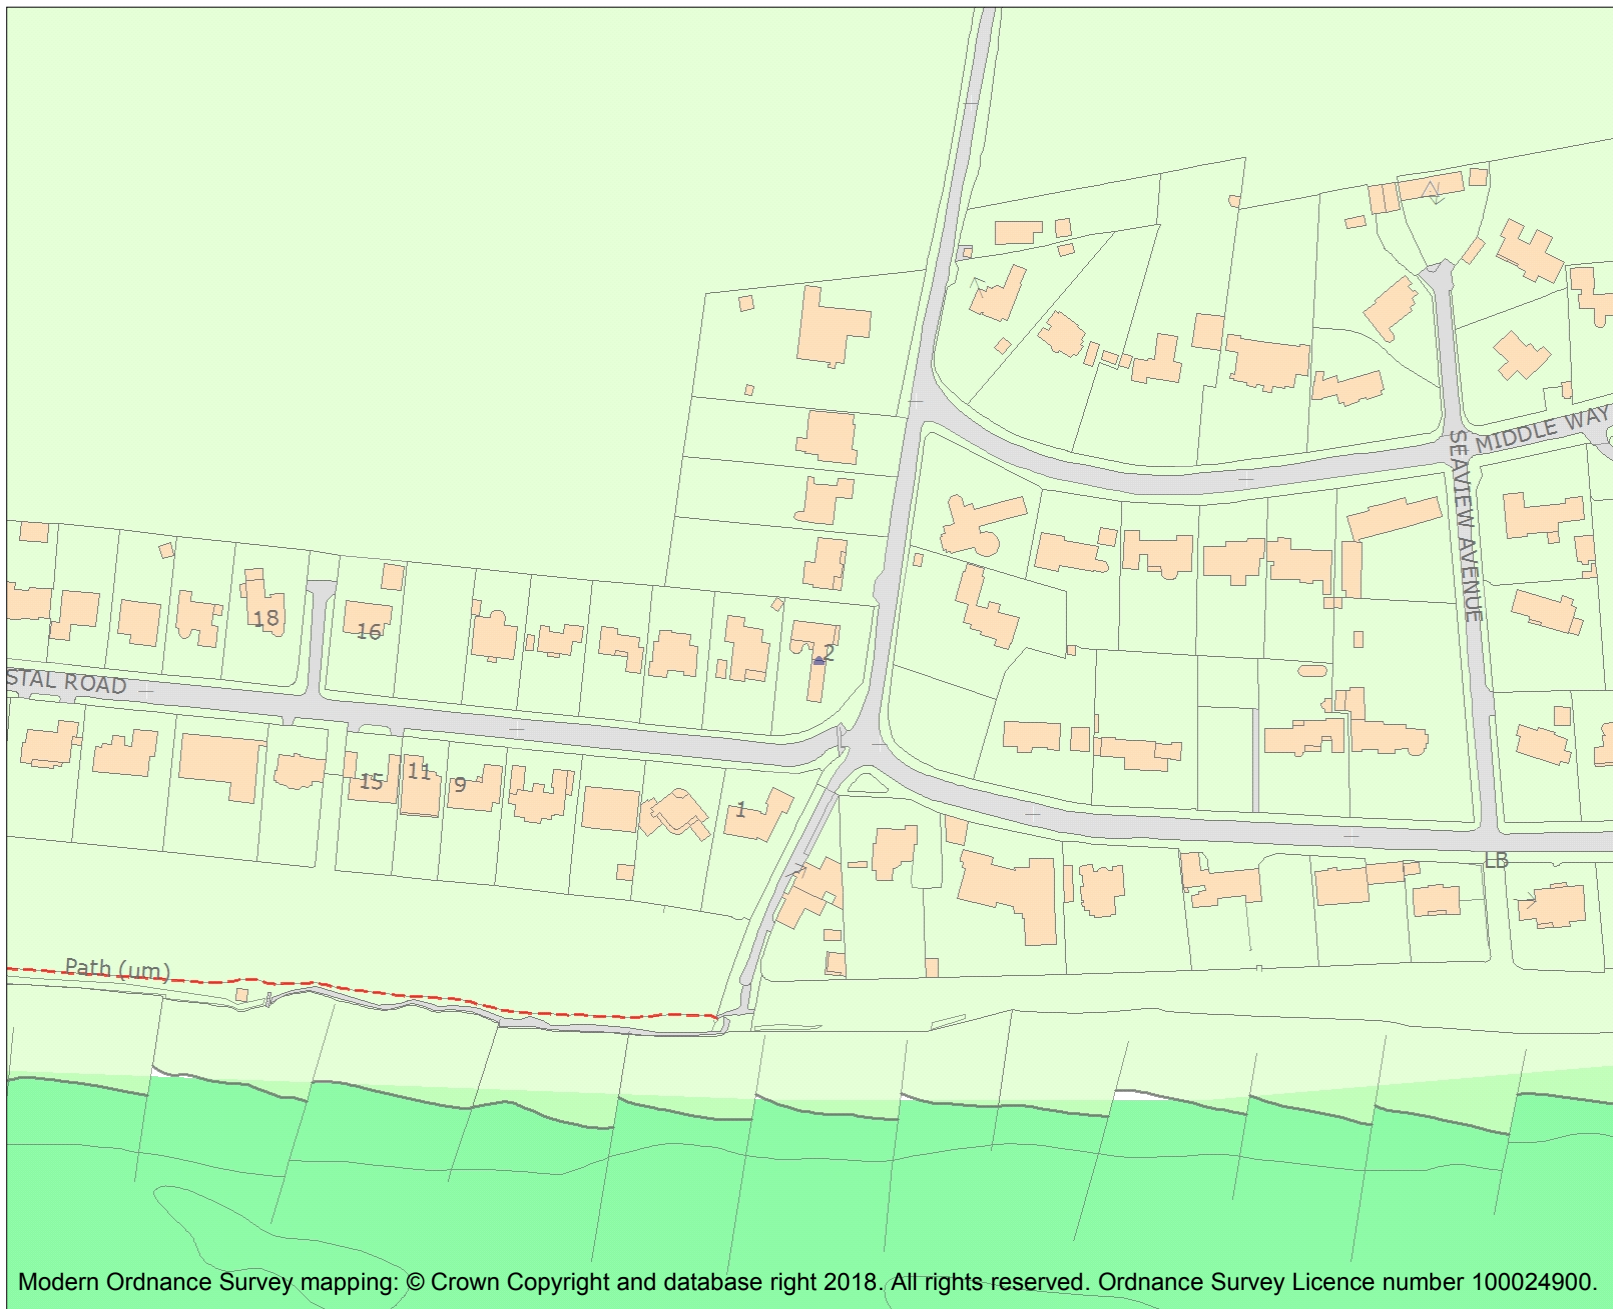 MIDDLE WAY
SEAVIEW AVENUE
18
16
2
STAL ROAD
15
11
9
1
LB
Path (um)
Modern Ordnance Survey mapping: © Crown Copyright and database right 2018. All rights reserved. Ordnance Survey Licence number 100024900.